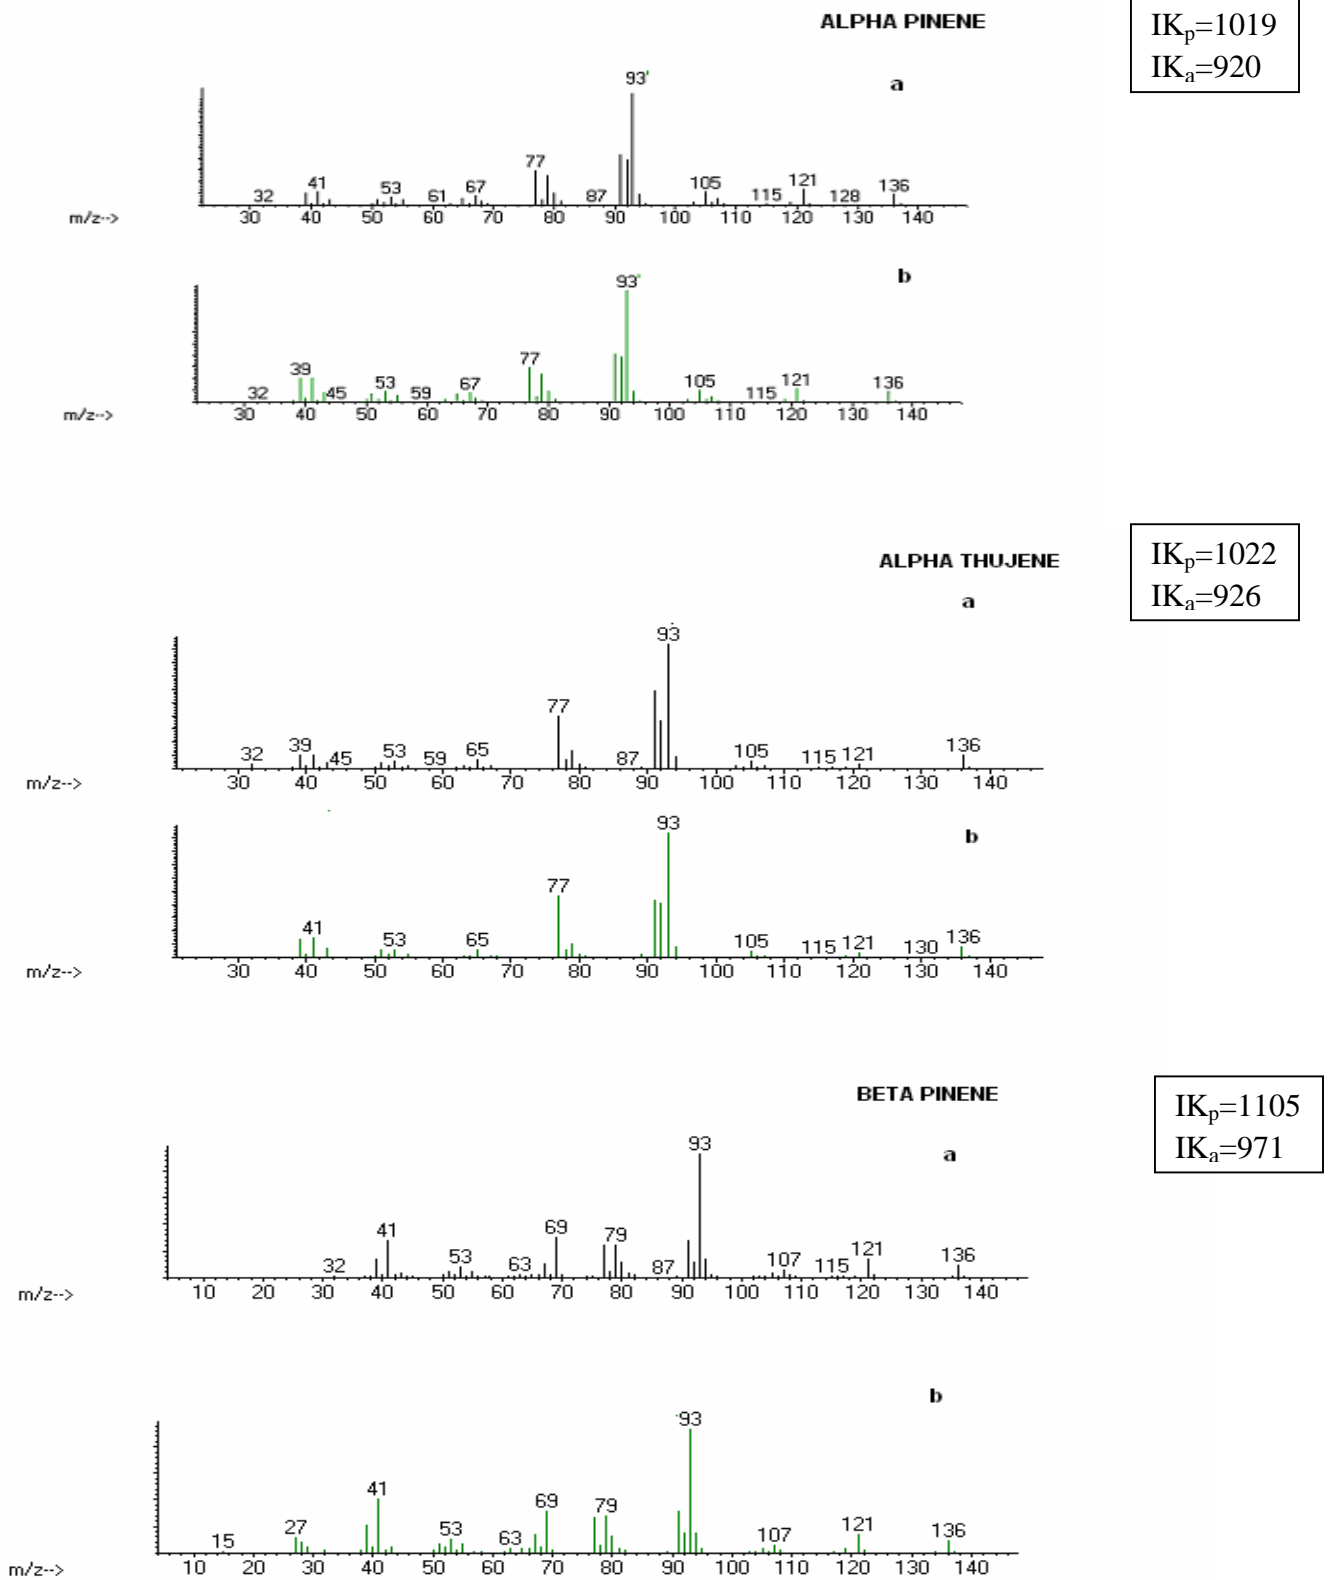 ALPHA PINENE
IKp=1019
IKa=920
a
93
77
41
32
53
61
67
87
105
115
121
128
136
m/z-->
30 40 50 60 70 80 90 100 110 120 130 140
b
93
77
39
32
45
53
59
67
105
115
121
136
m/z-->
30 40 50 60 70 80 90 100 110 120 130 140
ALPHA THUJENE
IKp=1022
IKa=926
a
93
77
32
39
45
53
59
65
87
105
115
121
136
m/z-->
30 40 50 60 70 80 90 100 110 120 130 140
b
93
77
41
53
65
105
115
121
130
136
m/z-->
30 40 50 60 70 80 90 100 110 120 130 140
BETA PINENE
IKp=1105
IKa=971
a
93
32
41
53
63
69
79
87
107
115
121
136
m/z-->
10 20 30 40 50 60 70 80 90 100 110 120 130 140
b
93
15
27
41
53
63
69
79
107
121
136
m/z-->
10 20 30 40 50 60 70 80 90 100 110 120 130 140